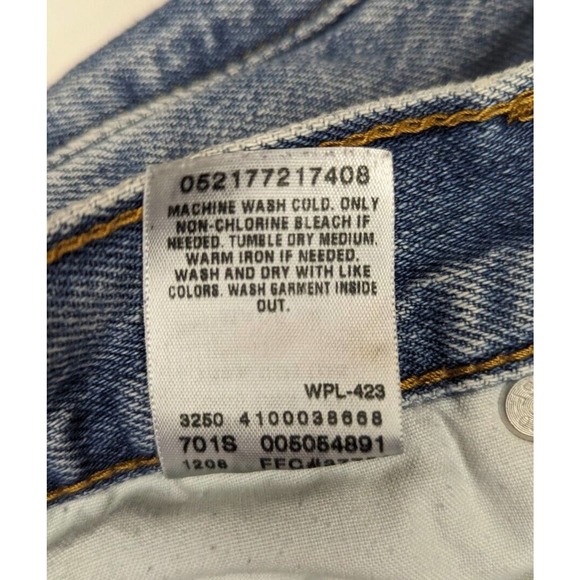 052177217408
MACHINE WASH COLD. ONLY
NON-CHLORINE BLEACH IF
NEEDED. TUMBLE DRY MEDIUM.
WARM IRON IF NEEDED.
WASH AND DRY WITH LIKE
COLORS. WASH GARMENT INSIDE
OUT.
WPL-423
3250 4100038668
701S 005054891
1208